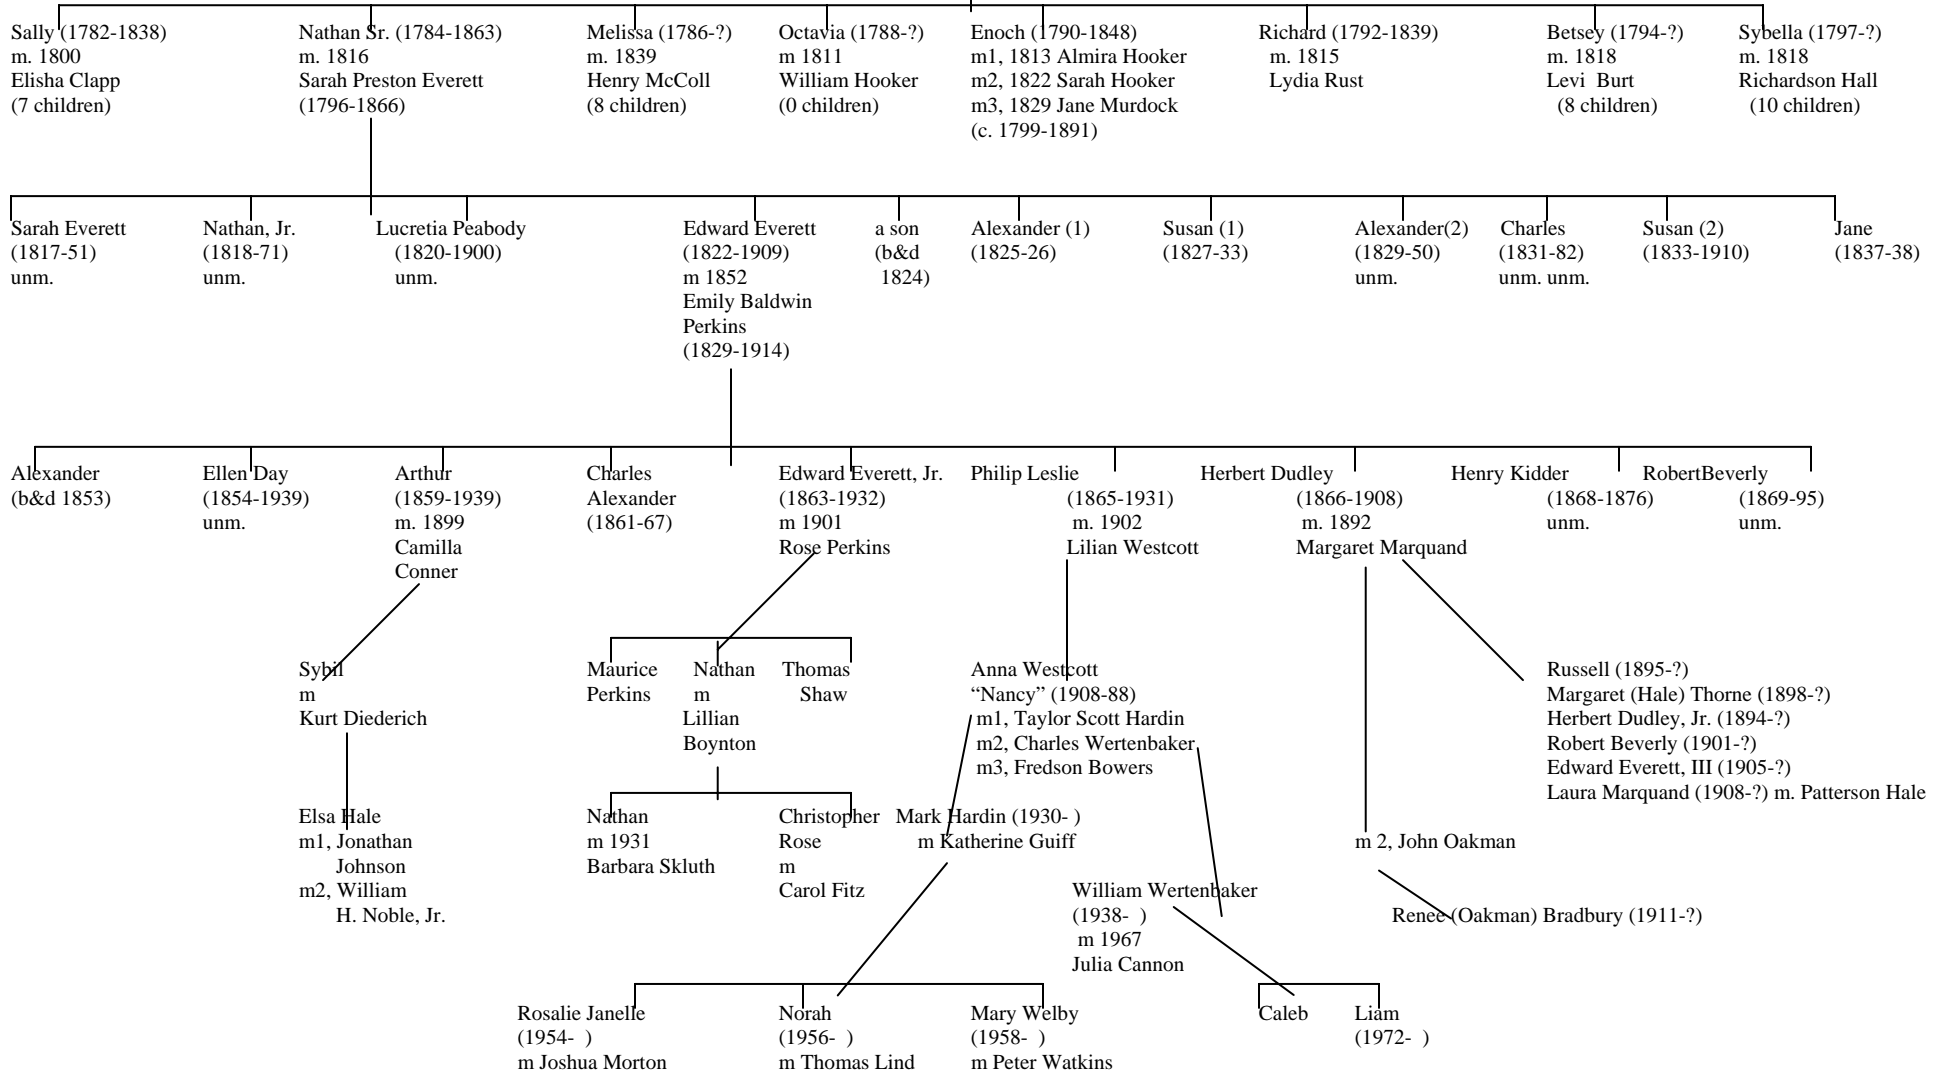 Sally (1782-1838)
m. 1800
Elisha Clapp
(7 children)
Nathan Sr. (1784-1863)
m. 1816
Sarah Preston Everett
(1796-1866)
Melissa (1786-?)
m. 1839
Henry McColl
(8 children)
Octavia (1788-?)
m 1811
William Hooker
(0 children)
Enoch (1790-1848)
m1, 1813 Almira Hooker
m2, 1822 Sarah Hooker
m3, 1829 Jane Murdock
(c. 1799-1891)
Richard (1792-1839)
m. 1815
Lydia Rust
Betsey (1794-?)
m. 1818
Levi Burt
(8 children)
Sybella (1797-?)
m. 1818
Richardson Hall
(10 children)
Sarah Everett
(1817-51)
unm.
Nathan, Jr.
(1818-71)
unm.
Lucretia Peabody
(1820-1900)
unm.
Edward Everett
(1822-1909)
m 1852
Emily Baldwin
Perkins
(1829-1914)
a son
(b&d
1824)
Alexander (1)
(1825-26)
Susan (1)
(1827-33)
Alexander(2)
(1829-50)
unm.
Charles
(1831-82)
unm. unm.
Susan (2)
(1833-1910)
Jane
(1837-38)
Alexander
(b&d 1853)
Ellen Day
(1854-1939)
unm.
Arthur
(1859-1939)
m. 1899
Camilla
Conner
Charles
Alexander
(1861-67)
Edward Everett, Jr.
(1863-1932)
m 1901
Rose Perkins
Philip Leslie
(1865-1931)
m. 1902
Lilian Westcott
Herbert Dudley
(1866-1908)
m. 1892
Margaret Marquand
Henry Kidder
(1868-1876)
unm.
RobertBeverly
(1869-95)
unm.
Sybil
m
Kurt Diederich
Maurice
Perkins
Nathan
m
Lillian
Boynton
Thomas
Shaw
Anna Westcott
“Nancy” (1908-88)
m1, Taylor Scott Hardin
m2, Charles Wertenbaker
m3, Fredson Bowers
Russell (1895-?)
Margaret (Hale) Thorne (1898-?)
Herbert Dudley, Jr. (1894-?)
Robert Beverly (1901-?)
Edward Everett, III (1905-?)
Laura Marquand (1908-?) m. Patterson Hale
Elsa Hale
m1, Jonathan
Johnson
m2, William
H. Noble, Jr.
Nathan
m 1931
Barbara Skluth
Christopher
Rose
m
Carol Fitz
Mark Hardin (1930- )
m Katherine Guiff
m 2, John Oakman
William Wertenbaker
(1938- )
m 1967
Julia Cannon
Renee (Oakman) Bradbury (1911-?)
Rosalie Janelle
(1954- )
m Joshua Morton
Norah
(1956- )
m Thomas Lind
Mary Welby
(1958- )
m Peter Watkins
Caleb
Liam
(1972- )